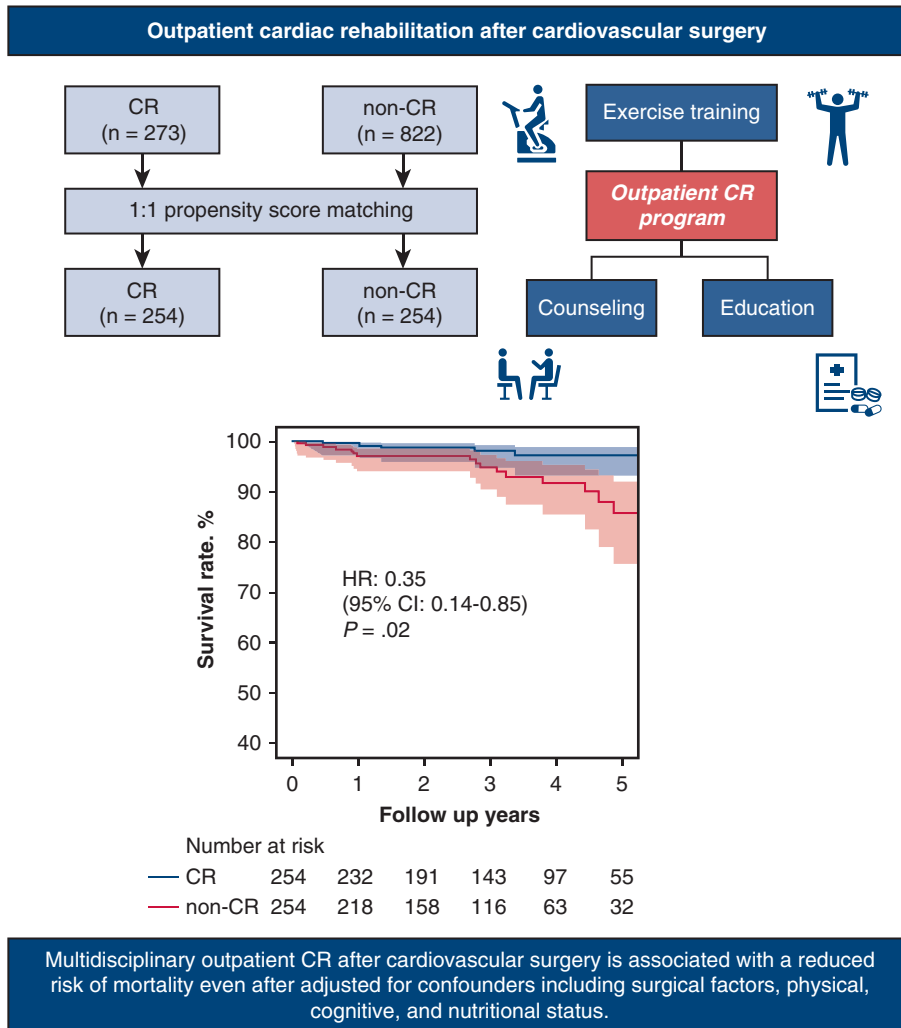 Outpatient cardiac rehabilitation after cardiovascular surgery
CR
(n = 273)
non-CR
(n = 822)
1:1 propensity score matching
CR
(n = 254)
non-CR
(n = 254)
Exercise training
Outpatient CR
program
Counseling
Education
Survival rate. %
100
90
80
70
60
50
40
HR: 0.35
(95% CI: 0.14-0.85)
P = .02
0 1 2 3 4 5
Follow up years
Number at risk
CR 254 232 191 143 97 55
non-CR 254 218 158 116 63 32
Multidisciplinary outpatient CR after cardiovascular surgery is associated with a reduced
risk of mortality even after adjusted for confounders including surgical factors, physical,
cognitive, and nutritional status.